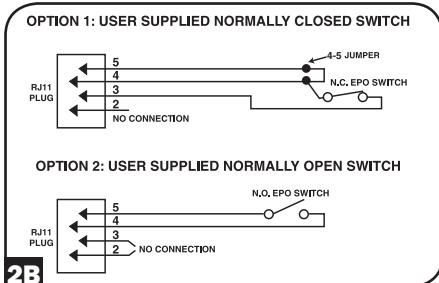 OPTION 1: USER SUPPLIED NORMALLY CLOSED SWITCH
4-5 JUMPER
5
4
N.C. EPO SWITCH
RJ11
PLUG
3
2
NO CONNECTION
OPTION 2: USER SUPPLIED NORMALLY OPEN SWITCH
N.O. EPO SWITCH
5
4
RJ11
PLUG
3
2
NO CONNECTION
2B